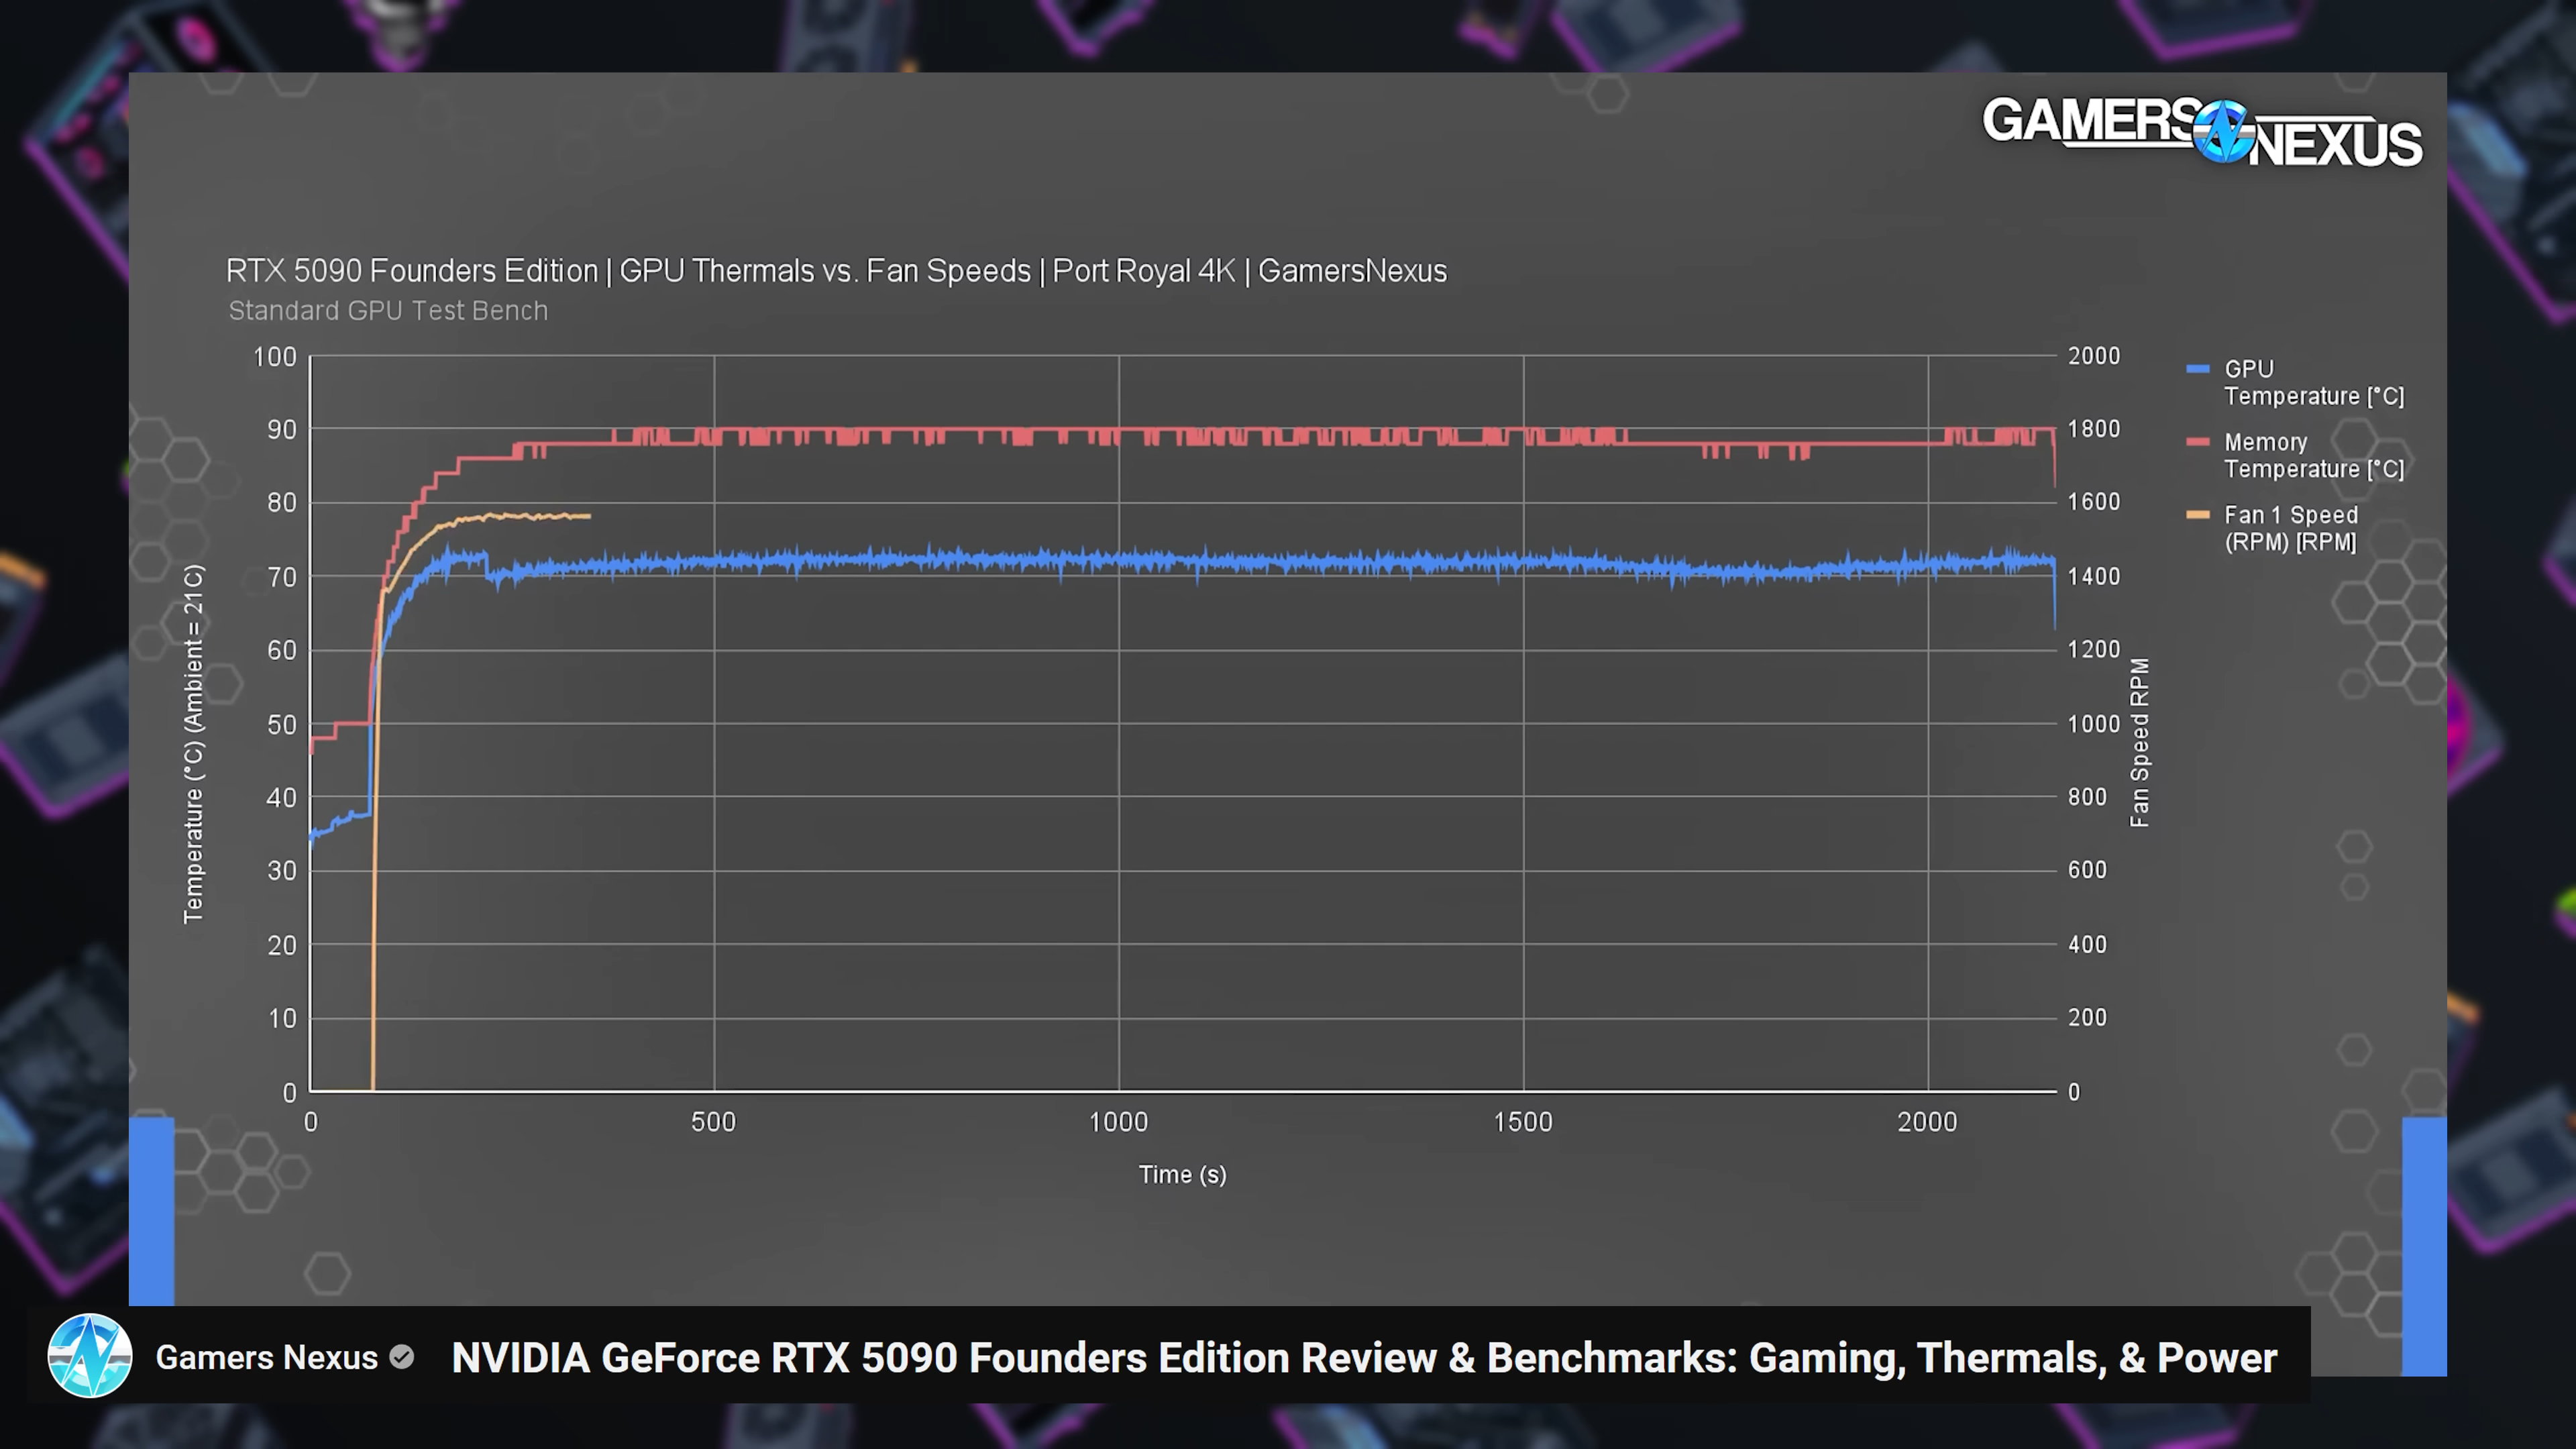 GAMERS NEXUS
RTX 5090 Founders Edition | GPU Thermals vs. Fan Speeds | Port Royal 4K | GamersNexus
Standard GPU Test Bench
100
90
80
70
60
50
40
30
20
10
0
Temperature (°C) (Ambient = 21C)
2000
1800
1600
1400
1200
1000
800
600
400
200
0
Fan Speed RPM
GPU
Temperature [°C]
Memory
Temperature [°C]
Fan 1 Speed
(RPM) [RPM]
0
500
1000
1500
2000
Time (s)
Gamers Nexus
NVIDIA GeForce RTX 5090 Founders Edition Review & Benchmarks: Gaming, Thermals, & Power